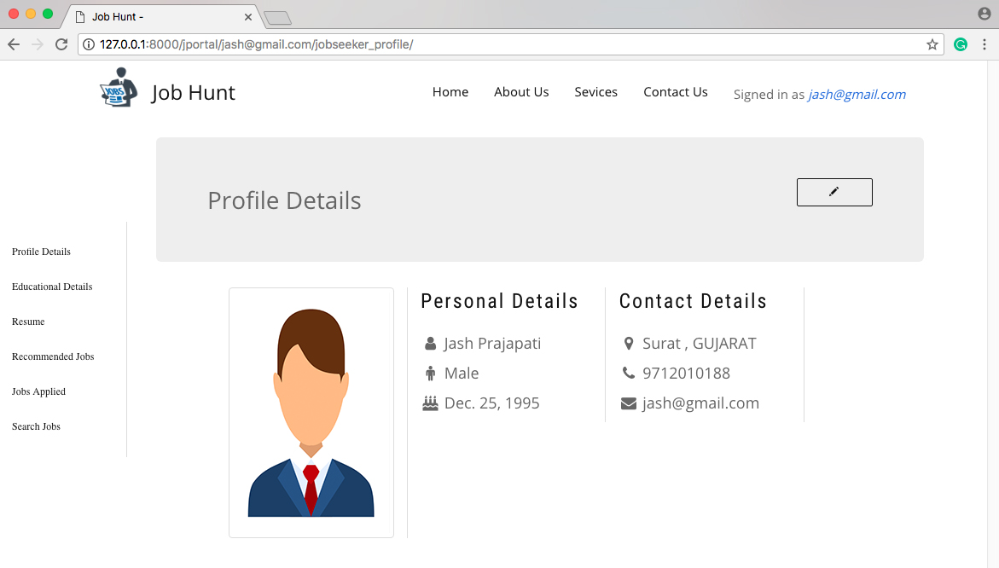 Job Hunt -
127.0.0.1:8000/jportal/jash@gmail.com/jobseeker_profile/
JOBS
Job Hunt
Home About Us Sevices Contact Us Signed in as jash@gmail.com
Profile Details
Profile Details
Educational Details
Resume
Recommended Jobs
Jobs Applied
Search Jobs
Personal Details
Jash Prajapati
Male
Dec. 25, 1995
Contact Details
Surat , GUJARAT
9712010188
jash@gmail.com